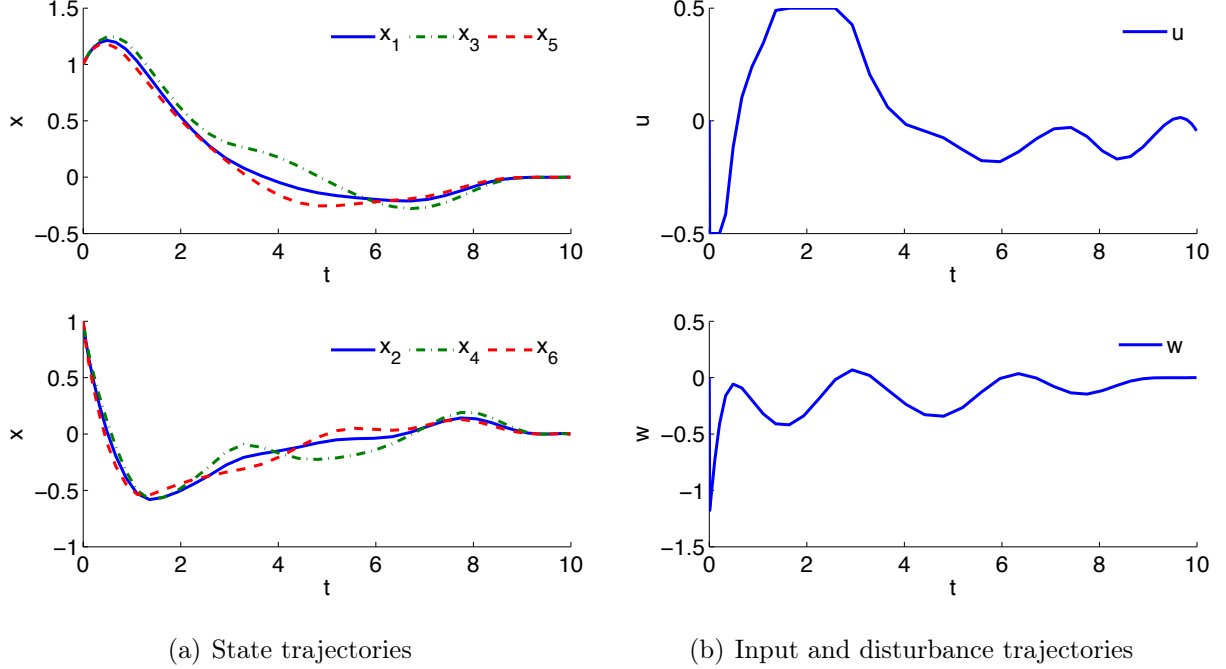 1.5
1
0.5
0
−0.5
x
x1 x3 x5
0 2 4 6 8 10
t
0.5
0
−0.5
u
u
0 2 4 6 8 10
t
1
0.5
0
−0.5
−1
x
x2 x4 x6
0 2 4 6 8 10
t
0.5
0
−0.5
−1
−1.5
w
w
0 2 4 6 8 10
t
(a) State trajectories
(b) Input and disturbance trajectories